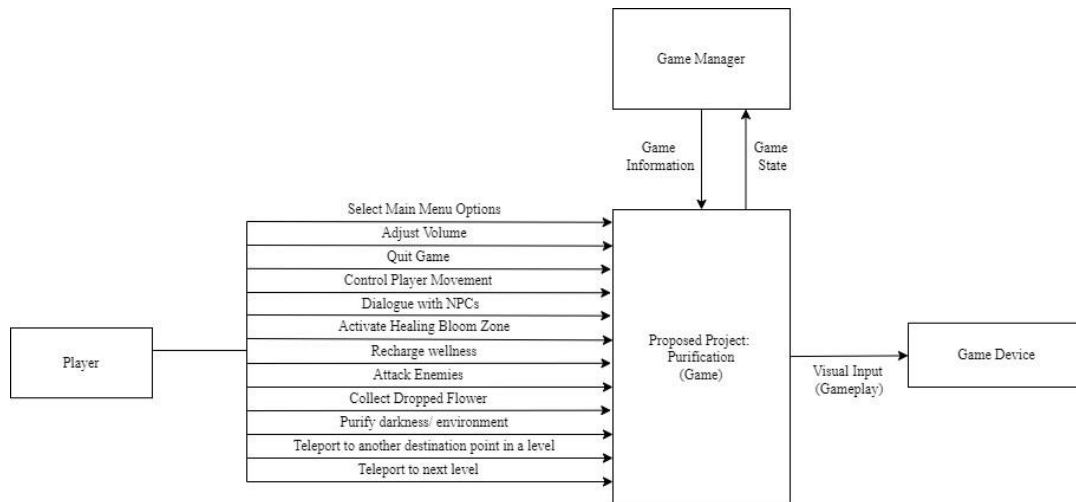 Game Manager
Game
Information
Game
State
Select Main Menu Options
Adjust Volume
Quit Game
Control Player Movement
Dialogue with NPCs
Activate Healing Bloom Zone
Recharge wellness
Attack Enemies
Collect Dropped Flower
Purify darkness/ environment
Teleport to another destination point in a level
Teleport to next level
Player
Proposed Project:
Purification
(Game)
Visual Input
(Gameplay)
Game Device